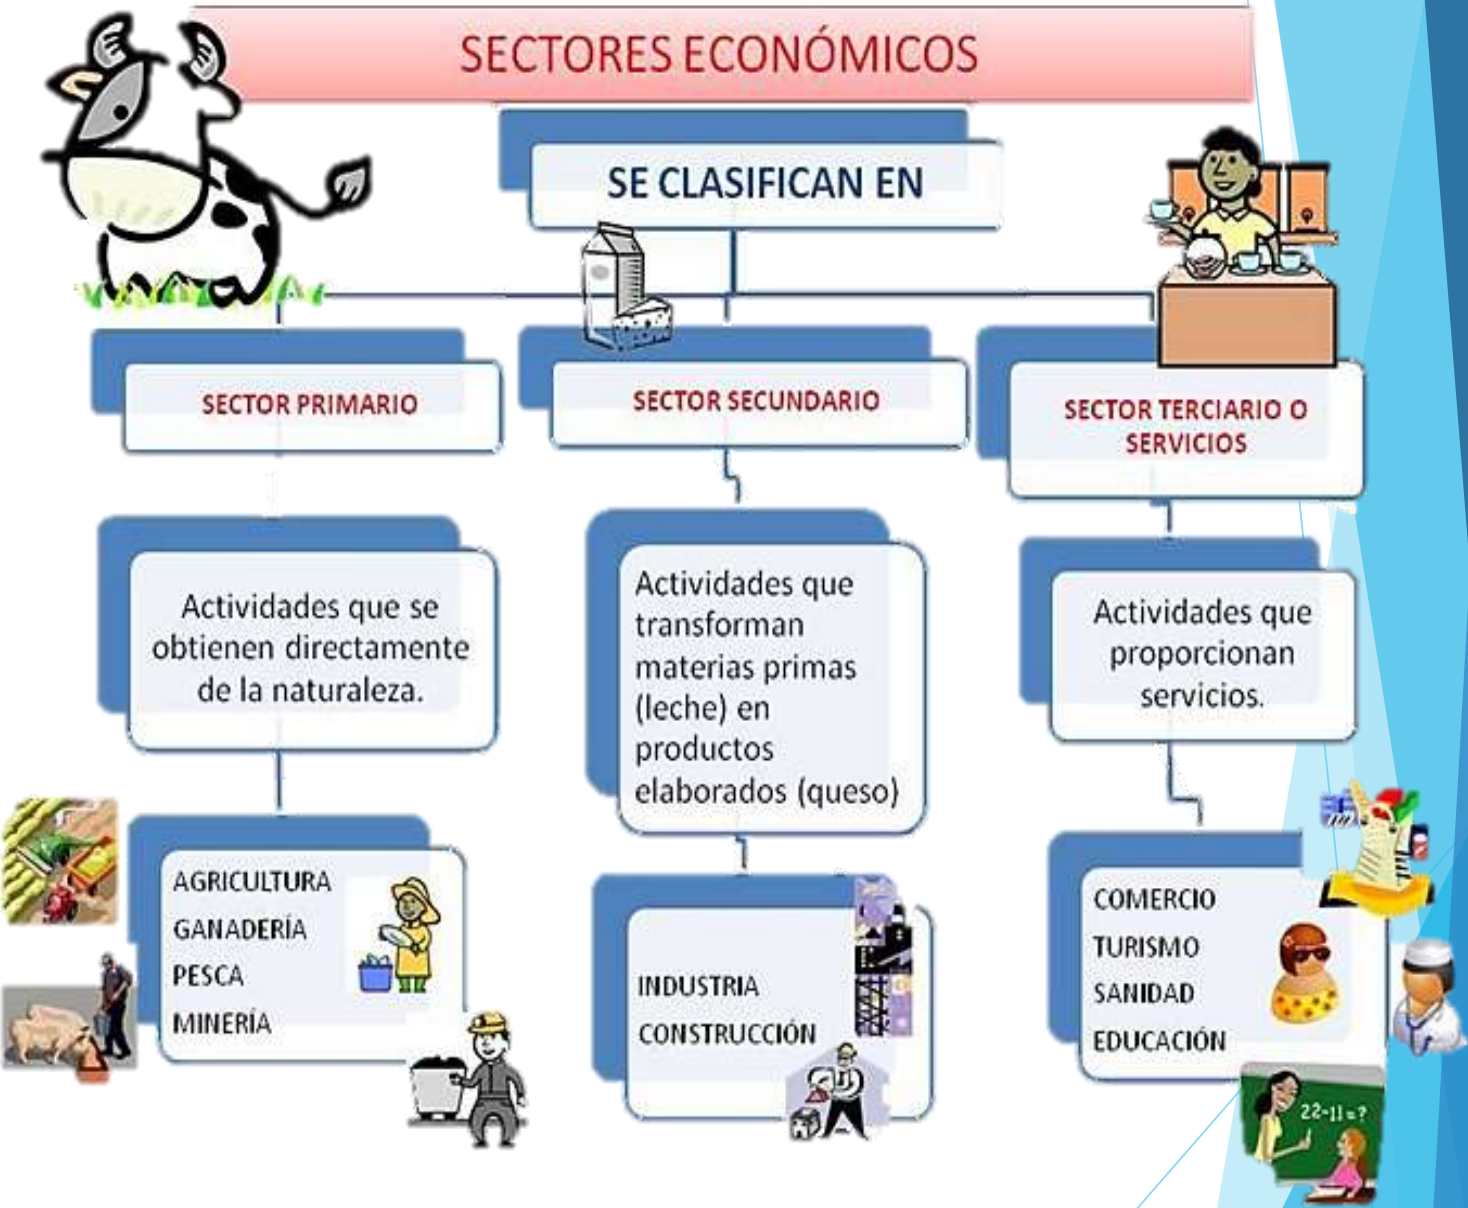 SECTORES ECONÓMICOS
SE CLASIFICAN EN
SECTOR PRIMARIO
Actividades que se
obtienen directamente
de la naturaleza.
AGRICULTURA
GANADERÍA
PESCA
MINERÍA
SECTOR SECUNDARIO
Actividades que
transforman
materias primas
(leche) en
productos
elaborados (queso)
INDUSTRIA
CONSTRUCCIÓN
SECTOR TERCIARIO O
SERVICIOS
Actividades que
proporcionan
servicios.
COMERCIO
TURISMO
SANIDAD
EDUCACIÓN
22-11=?